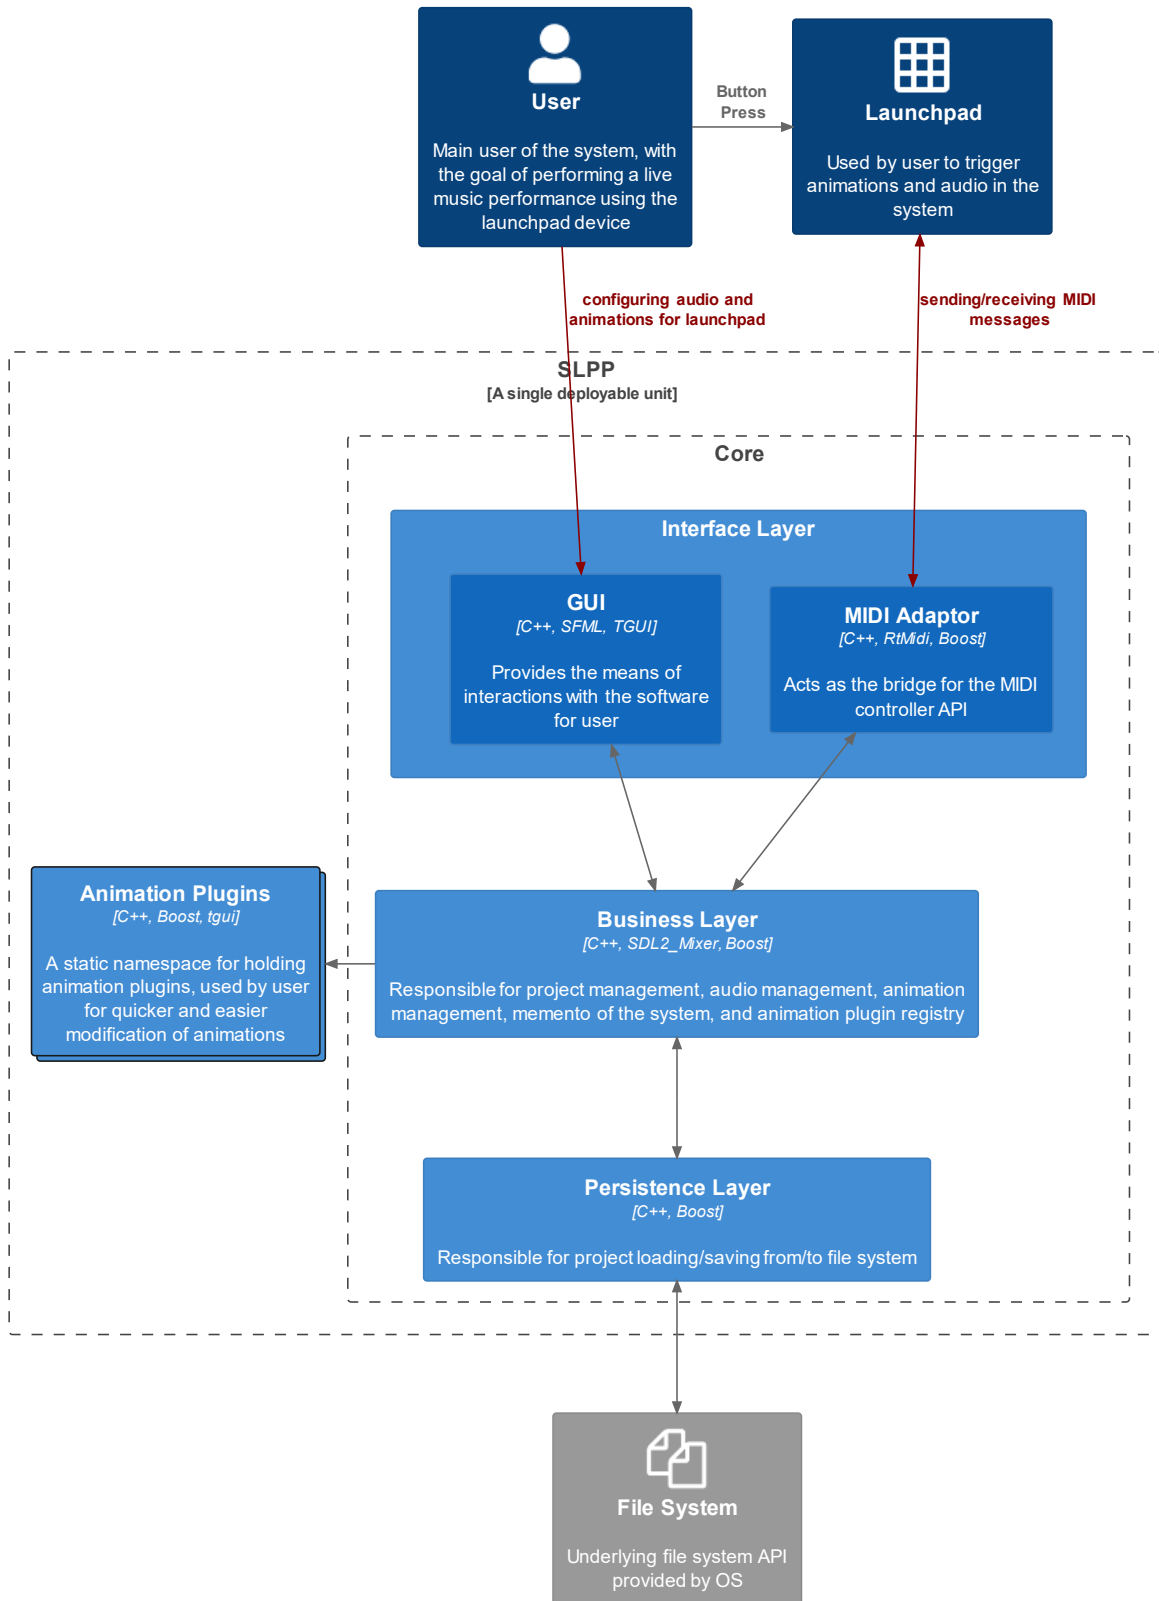 User
Main user of the system, with
the goal of performing a live
music performance using the
launchpad device
Button
Press
Launchpad
Used by user to trigger
animations and audio in the
system
configuring audio and
animations for launchpad
sending/receiving MIDI
messages
SLPP
[A single deployable unit]
Core
Interface Layer
GUI
[C++, SFML, TGUI]
Provides the means of
interactions with the software
for user
MIDI Adaptor
[C++, RtMidi, Boost]
Acts as the bridge for the MIDI
controller API
Animation Plugins
[C++, Boost, tgui]
A static namespace for holding
animation plugins, used by user
for quicker and easier
modification of animations
Business Layer
[C++, SDL2_Mixer, Boost]
Responsible for project management, audio management, animation
management, memento of the system, and animation plugin registry
Persistence Layer
[C++, Boost]
Responsible for project loading/saving from/to file system
File System
Underlying file system API
provided by OS